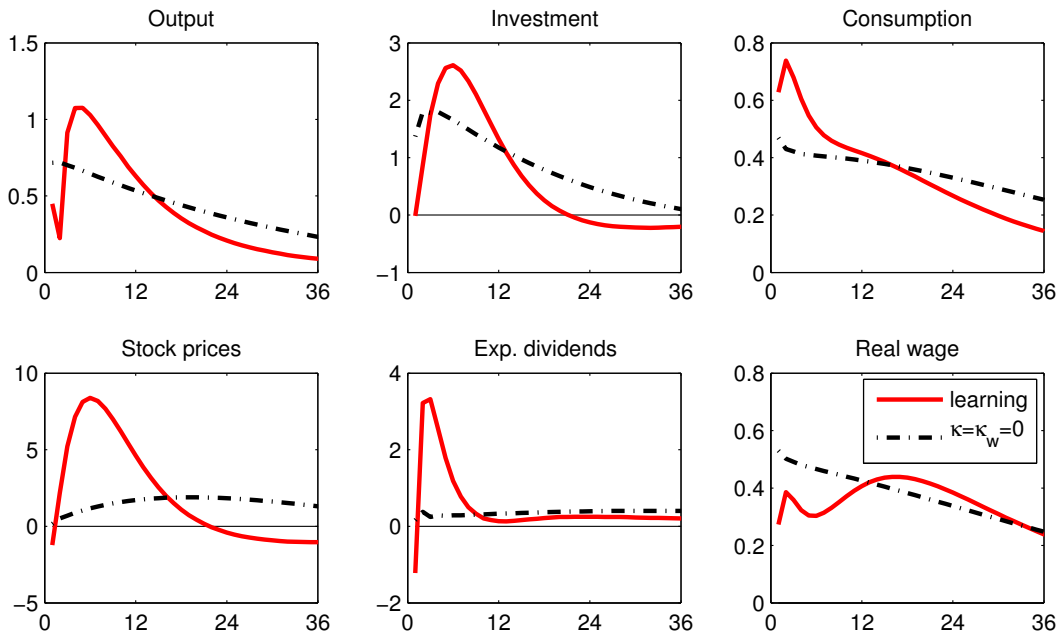 Output
1.5
1
0.5
0
0 12 24 36
Investment
3
2
1
0
−1
0 12 24 36
Consumption
0.8
0.6
0.4
0.2
0
0 12 24 36
Stock prices
10
5
0
−5
0 12 24 36
Exp. dividends
4
2
0
−2
0 12 24 36
Real wage
0.8
0.6
0.4
0.2
0
0 12 24 36
learning
κ=κw=0